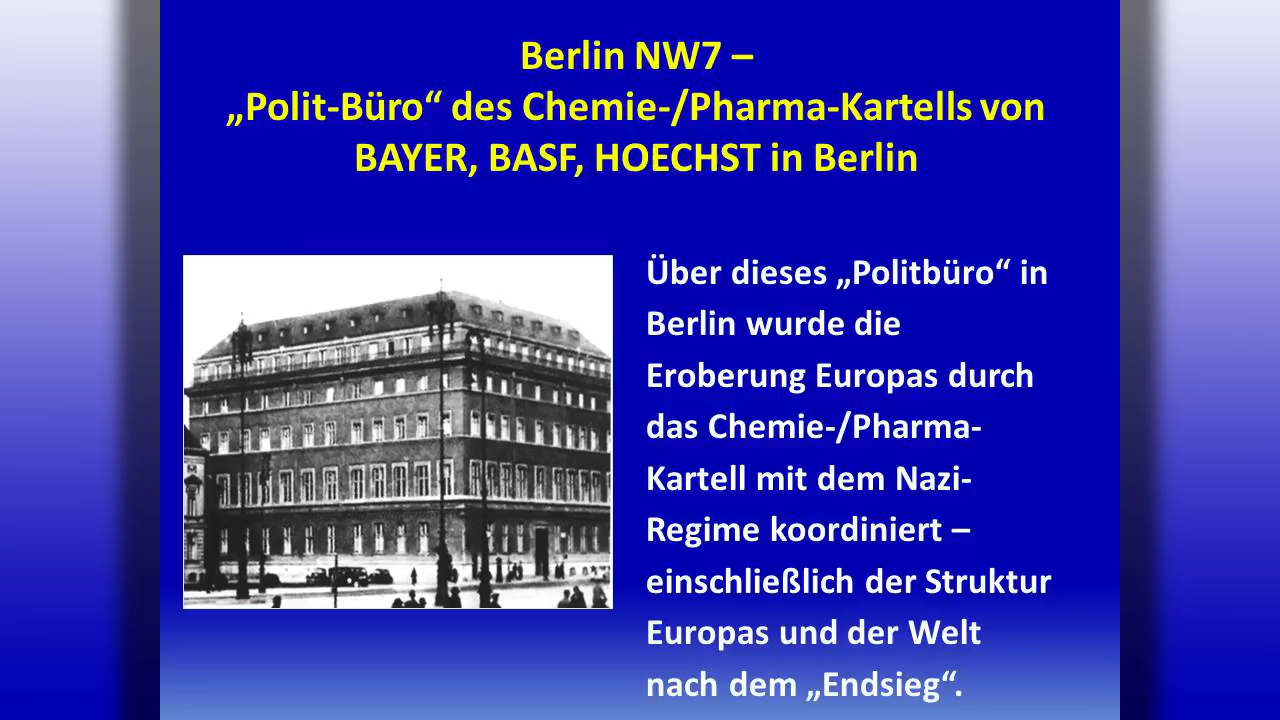 Berlin NW7 –
„Polit-Büro“ des Chemie-/Pharma-Kartells von
BAYER, BASF, HOECHST in Berlin
Über dieses „Politbüro“ in
Berlin wurde die
Eroberung Europas durch
das Chemie-/Pharma-
Kartell mit dem Nazi-
Regime koordiniert –
einschließlich der Struktur
Europas und der Welt
nach dem „Endsieg“.